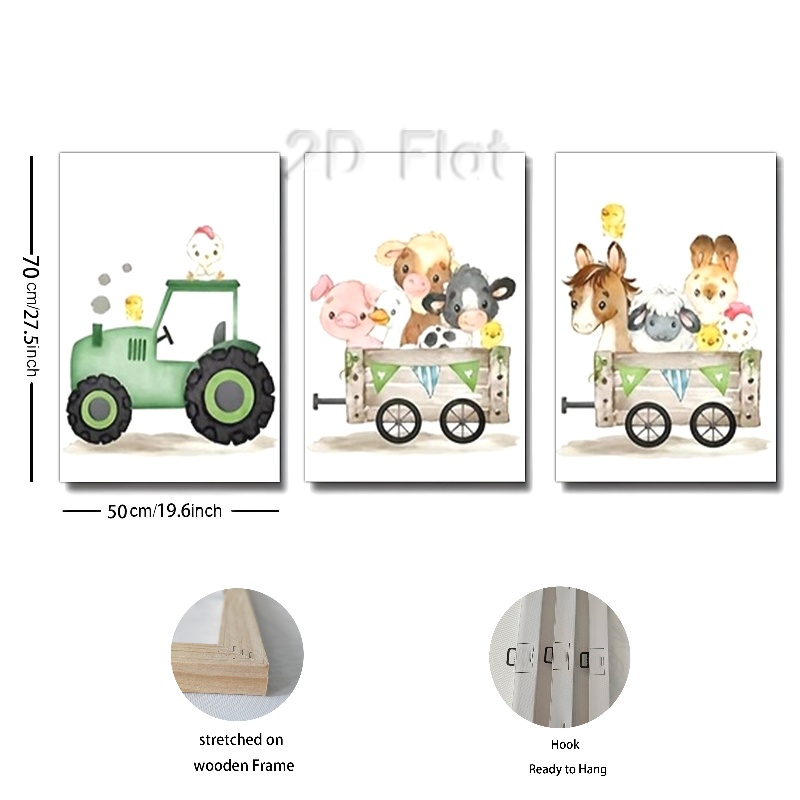 2D Flat
70 cm/27.5inch
50cm/19.6inch
stretched on
wooden Frame
Hook
Ready to Hang